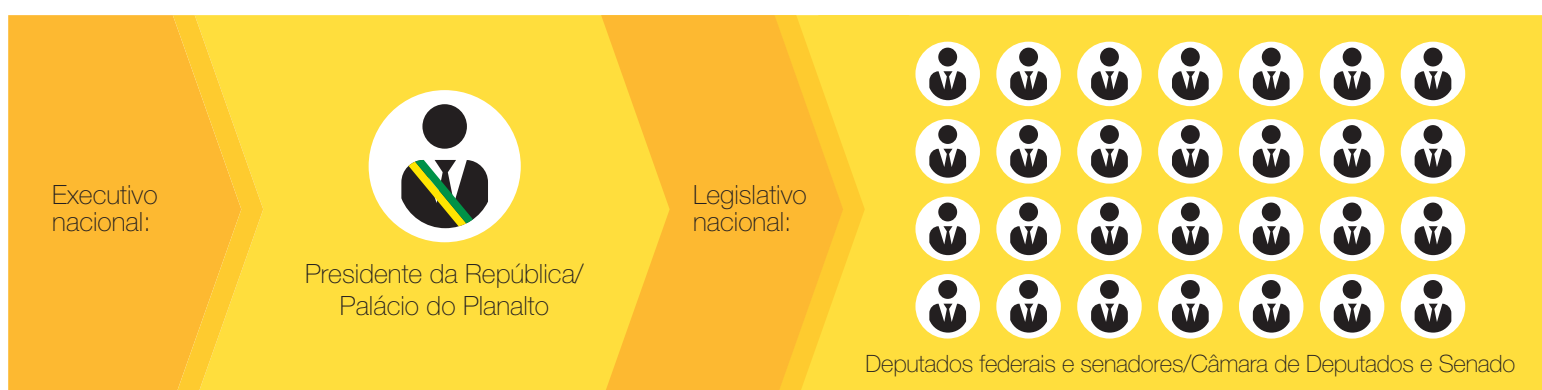 Executivo
nacional:
Presidente da República/
Palácio do Planalto
Legislativo
nacional:
Deputados federais e senadores/Câmara de Deputados e Senado